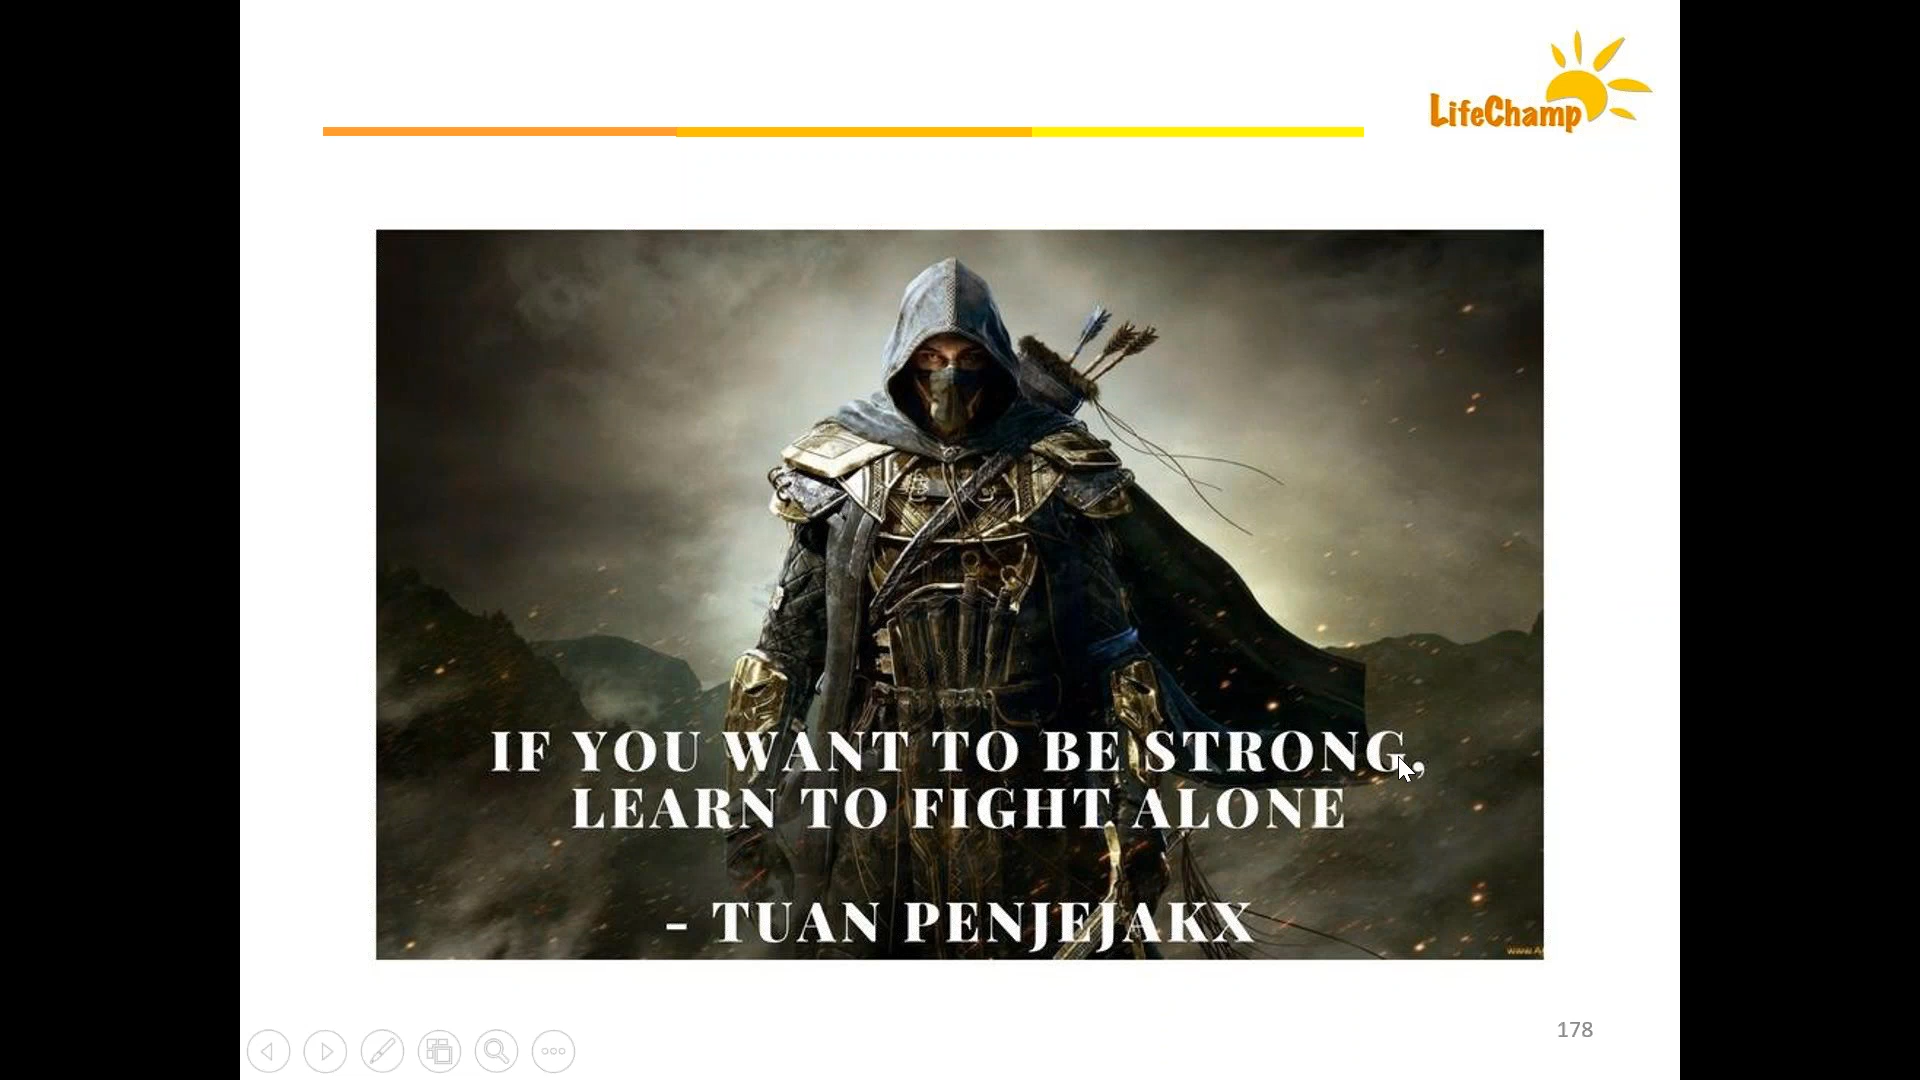 LifeChamp
IF YOU WANT TO BE STRONG,
LEARN TO FIGHT ALONE
- TUAN PENJEJAKX
178